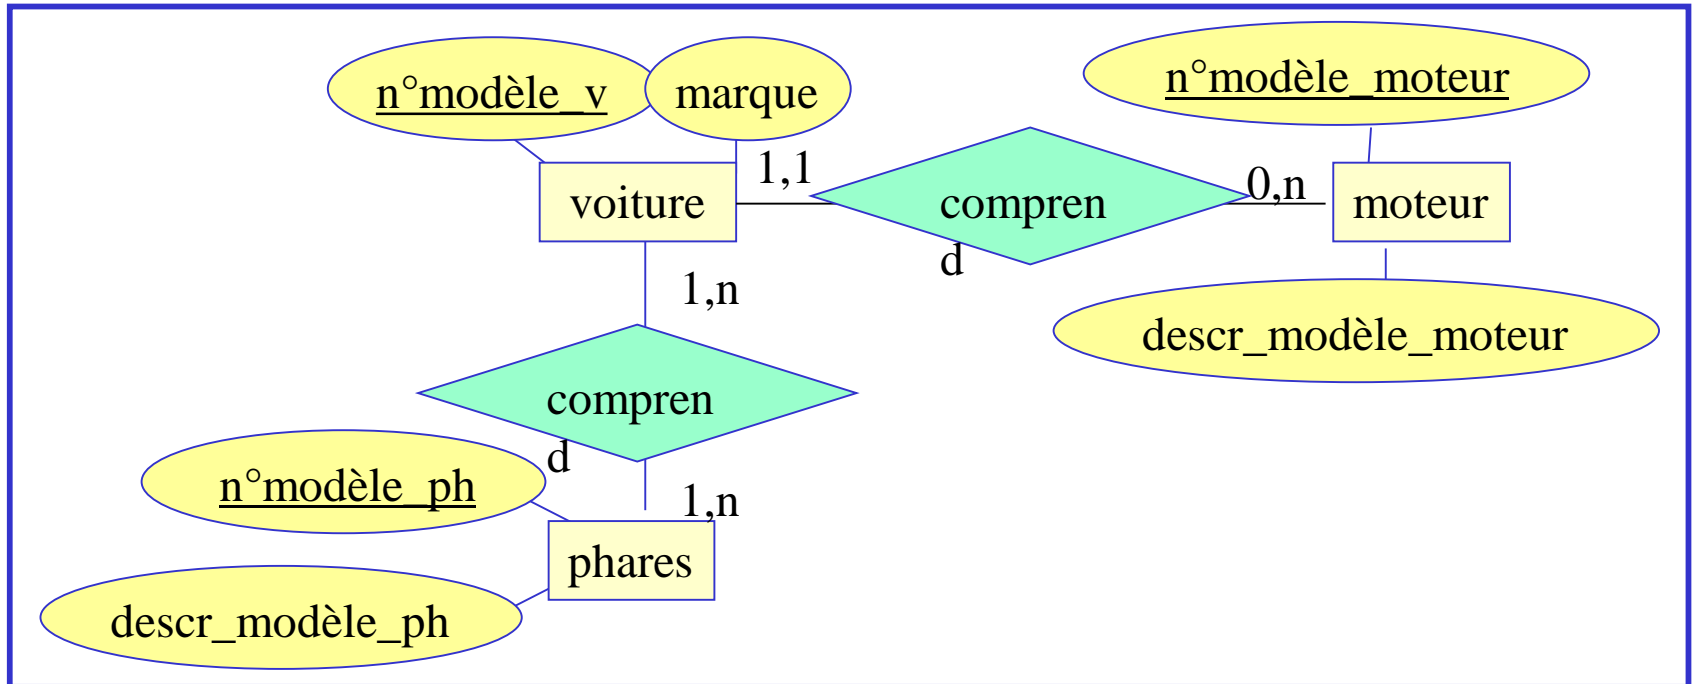 n°modèle_v
marque
n°modèle_moteur
1,1
0,n
voiture
compren
d
moteur
1,n
descr_modèle_moteur
compren
d
n°modèle_ph
1,n
phares
descr_modèle_ph